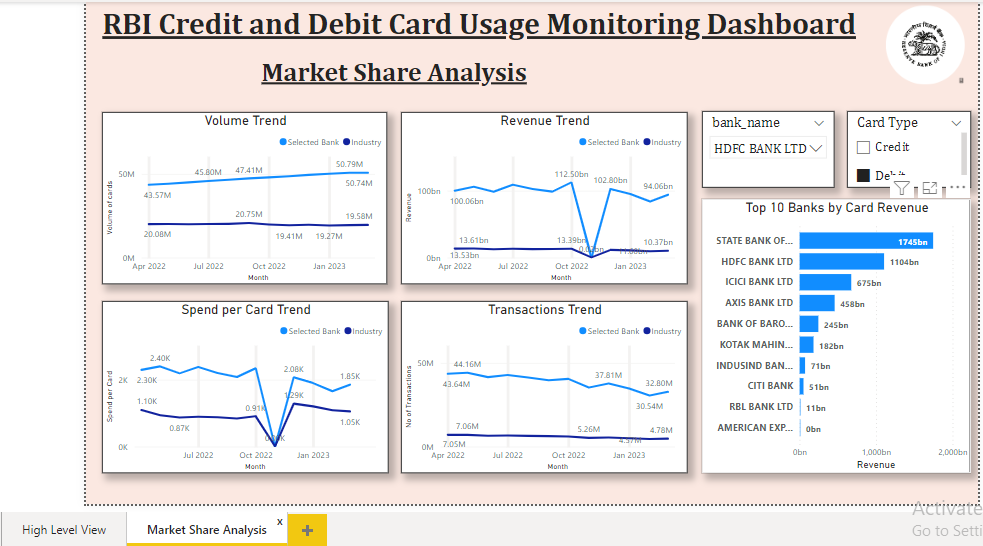 RBI Credit and Debit Card Usage Monitoring Dashboard
Market Share Analysis
Volume Trend
Selected Bank Industry
Volume of cards
50M
0M
43.57M
45.80M
47.41M
50.79M
50.74M
20.08M
20.75M
19.41M
19.27M
19.58M
Apr 2022 Jul 2022 Oct 2022 Jan 2023
Month
Revenue Trend
Selected Bank Industry
Revenue
100bn
0bn
100.06bn
112.50bn
102.80bn
94.06bn
13.61bn
13.53bn
13.39bn
10.37bn
Apr 2022 Jul 2022 Oct 2022 Jan 2023
Month
bank_name
HDFC BANK LTD
Card Type
Credit
Top 10 Banks by Card Revenue
STATE BANK OF... 1745bn
HDFC BANK LTD 1104bn
ICICI BANK LTD 675bn
AXIS BANK LTD 458bn
BANK OF BARO... 245bn
KOTAK MAHIN... 182bn
INDUSIND BAN... 71bn
CITI BANK 51bn
RBL BANK LTD 11bn
AMERICAN EXP... 0bn
0bn 1,000bn 2,000bn
Revenue
Spend per Card Trend
Selected Bank Industry
Spend per Card
2K
0K
2.40K
2.30K
2.08K
1.85K
1.10K
0.87K
0.91K
1.29K
1.05K
Jul 2022 Oct 2022 Jan 2023
Month
Transactions Trend
Selected Bank Industry
No of Transactions
50M
0M
44.16M
43.64M
37.81M
32.80M
30.54M
7.06M
7.05M
5.26M
4.78M
Apr 2022 Jul 2022 Oct 2022 Jan 2023
Month
Activate
Go to Setti
High Level View
Market Share Analysis x
+